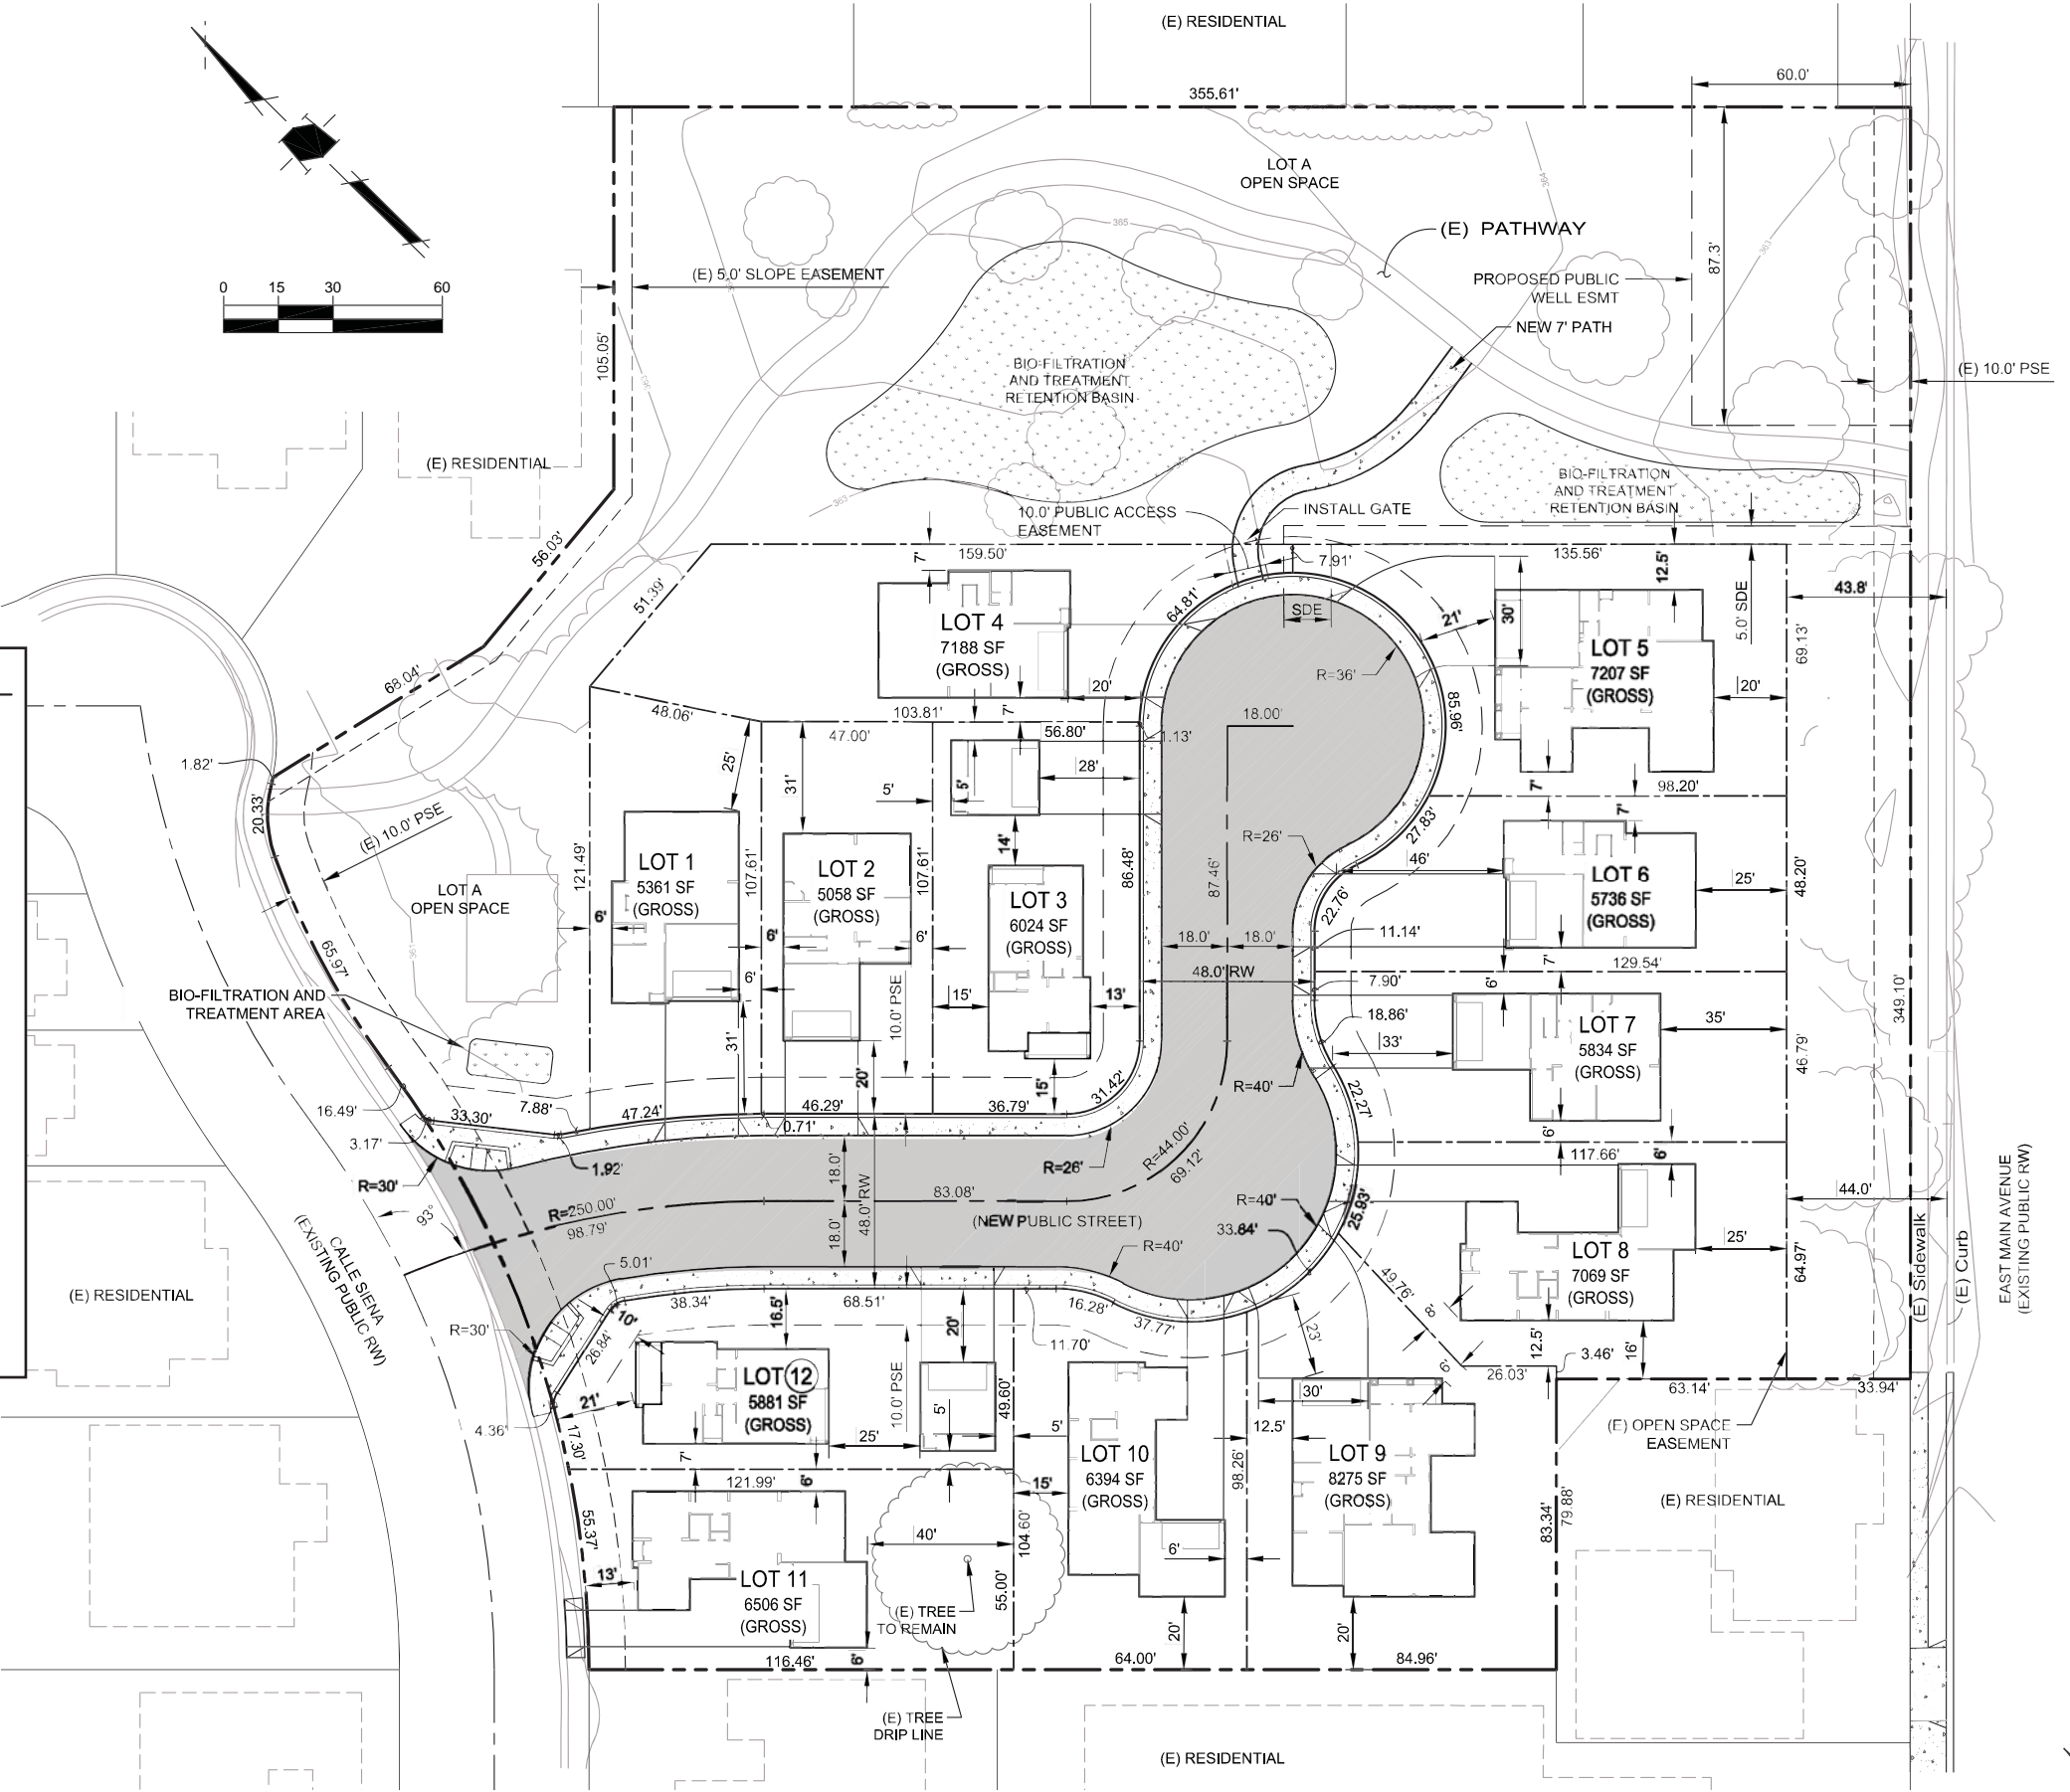 (E) RESIDENTIAL
60.0'
355.61'
LOT A
OPEN SPACE
364
365
363
(E) PATHWAY
87.3'
(E) 5.0' SLOPE EASEMENT
PROPOSED PUBLIC
WELL ESMT
0 15 30 60
NEW 7' PATH
105.05'
BIO-FILTRATION
AND TREATMENT
RETENTION BASIN
(E) 10.0' PSE
(E) RESIDENTIAL
363
BIO-FILTRATION
AND TREATMENT
RETENTION BASIN
10.0' PUBLIC ACCESS
EASEMENT
INSTALL GATE
56.03'
7'
159.50'
7.91'
135.56'
12.5'
51.39'
64.81'
SDE
21'
30'
5.0' SDE
43.8'
69.13'
LOT 4
7188 SF
(GROSS)
LOT 5
7207 SF
(GROSS)
R=36'
68.04'
20'
20'
85.96'
48.06'
103.81'
7'
18.00'
47.00'
56.80'
1.13'
1.82'
25'
31'
28'
5'
5'
7'
98.20'
7'
20.33'
(E) 10.0' PSE
27.83'
R=26'
14'
46'
LOT A
OPEN SPACE
121.49'
LOT 1
5361 SF
(GROSS)
107.61'
LOT 2
5058 SF
(GROSS)
107.61'
LOT 3
6024 SF
(GROSS)
86.48'
87.46'
LOT 6
5736 SF
(GROSS)
25'
48.20'
22.76'
6'
6'
6'
11.14'
18.0'
18.0'
65.97'
361
7'
129.54'
48.0' RW
7.90'
6'
6'
BIO-FILTRATION AND
TREATMENT AREA
15'
13'
10.0' PSE
349.10'
18.86'
LOT 7
5834 SF
(GROSS)
35'
46.79'
31'
33'
20'
15'
31.42'
R=40'
22.27'
16.49'
33.30'
7.88'
47.24'
46.29'
36.79'
0.71'
3.17'
6'
R=44.00'
69.12'
117.66'
6'
1.92'
R=26'
18.0'
R=30'
93°
R=250.00'
98.79'
83.08'
48.0' RW
R=40'
25.93'
44.0'
(NEW PUBLIC STREET)
33.64'
18.0'
CALLE SIENA
(EXISTING PUBLIC RW)
5.01'
R=40'
LOT 8
7069 SF
(GROSS)
25'
64.97'
(E) Sidewalk
(E) Curb
EAST MAIN AVENUE
(EXISTING PUBLIC RW)
(E) RESIDENTIAL
49.76'
8'
38.34'
68.51'
16.28'
37.77'
R=30'
10'
16.5'
20'
11.70'
23'
12.5'
16'
3.46'
26.84'
6'
26.03'
63.14'
33.94'
LOT 12
5881 SF
(GROSS)
10.0' PSE
49.60'
21'
30'
4.36'
17.30'
5'
5'
12.5'
(E) OPEN SPACE
EASEMENT
25'
LOT 10
6394 SF
(GROSS)
98.26'
LOT 9
8275 SF
(GROSS)
7'
121.99'
6'
15'
(E) RESIDENTIAL
83.34'
79.88'
55.37'
40'
104.60'
6'
13'
LOT 11
6506 SF
(GROSS)
55.00'
(E) TREE
TO REMAIN
20'
20'
6'
116.46'
64.00'
84.96'
(E) TREE
DRIP LINE
(E) RESIDENTIAL